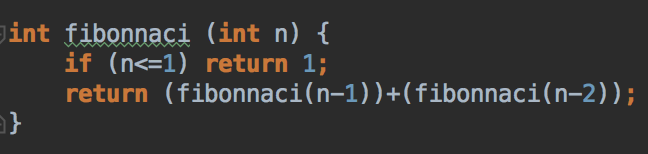 int fibonnaci (int n) {
if (n<=1) return 1;
return (fibonnaci(n-1))+(fibonnaci(n-2));
}